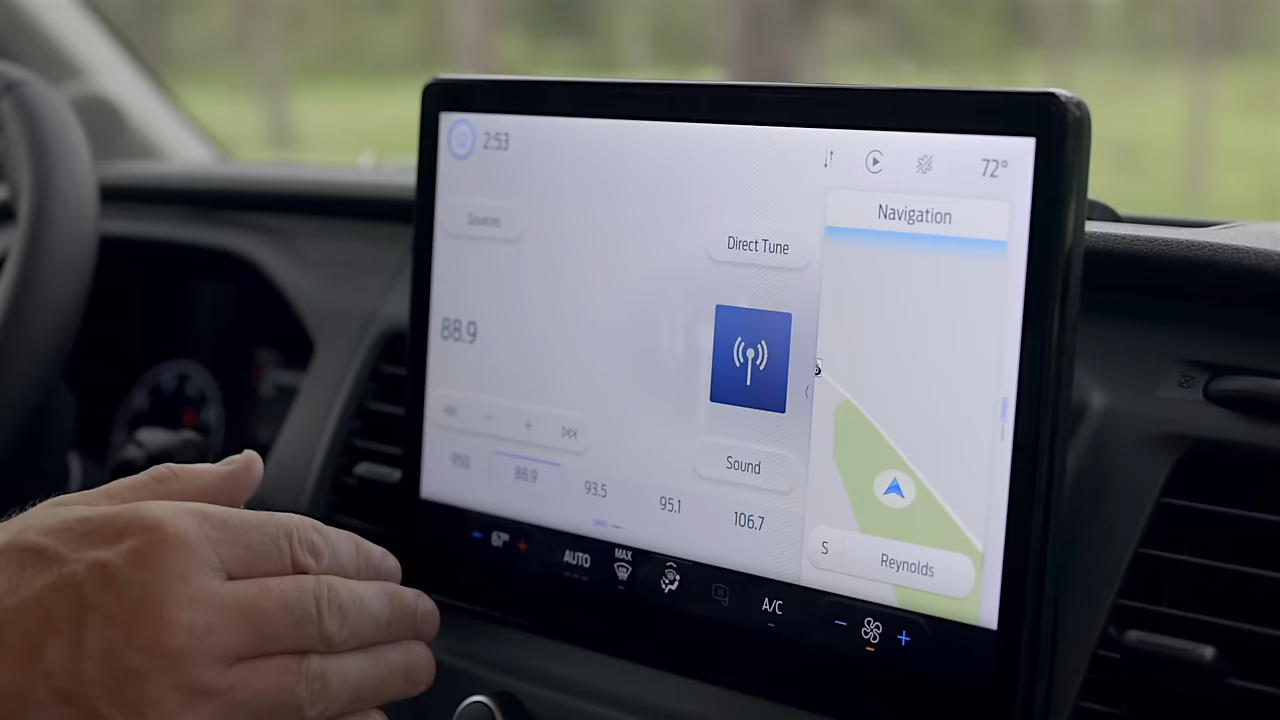 2:53
72°
Sources
Direct Tune
Navigation
88.9
Sound
88.9
93.5
95.1
106.7
S
Reynolds
AUTO
MAX
A/C